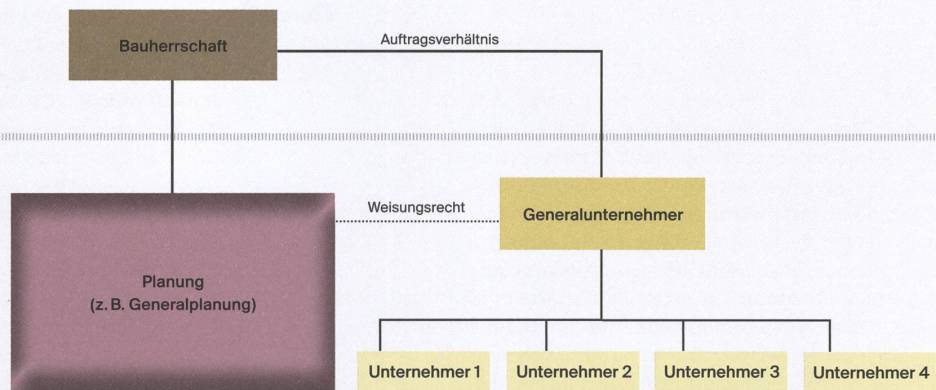 Bauherrschaft
Auftragsverhältnis
Weisungsrecht
Generalunternehmer
Planung
(z. B. Generalplanung)
Unternehmer 1
Unternehmer 2
Unternehmer 3
Unternehmer 4